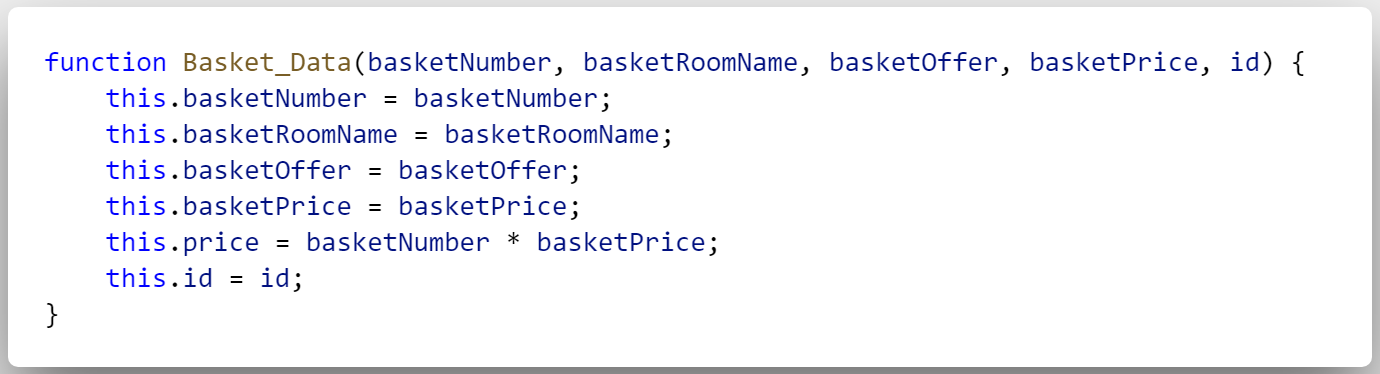 function Basket_Data(basketNumber, basketRoomName, basketOffer, basketPrice, id) {
    this.basketNumber = basketNumber;
    this.basketRoomName = basketRoomName;
    this.basketOffer = basketOffer;
    this.basketPrice = basketPrice;
    this.price = basketNumber * basketPrice;
    this.id = id;
}